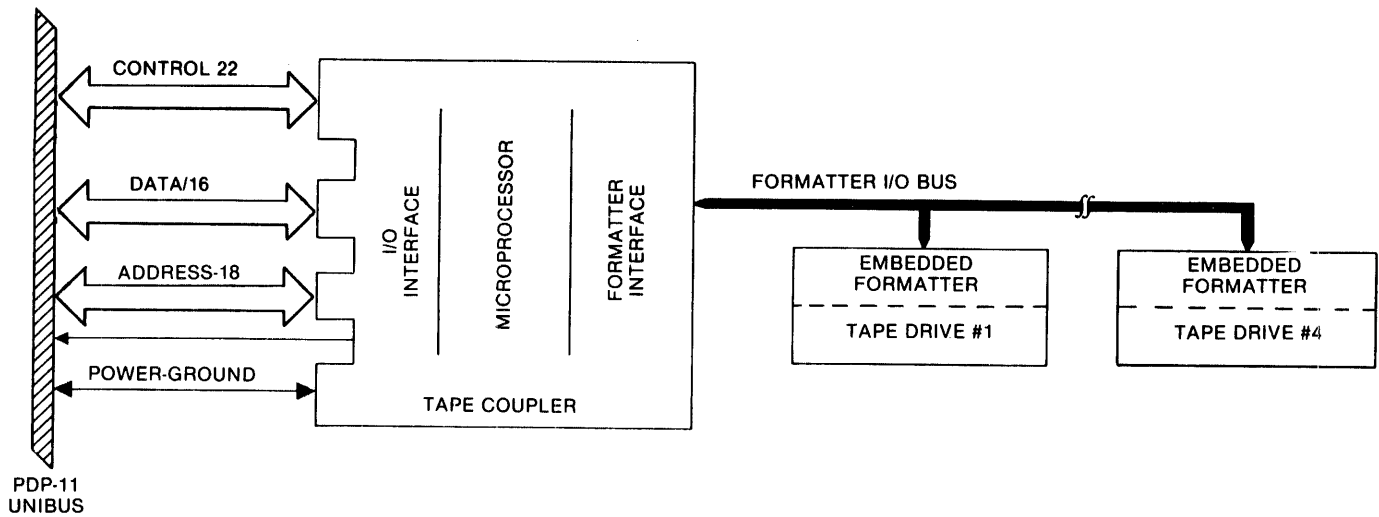 CONTROL 22
DATA/16
ADDRESS-18
POWER-GROUND
PDP-11
UNIBUS
I/O
INTERFACE
MICROPROCESSOR
FORMATTER
INTERFACE
TAPE COUPLER
FORMATTER I/O BUS
EMBEDDED
FORMATTER
TAPE DRIVE #1
EMBEDDED
FORMATTER
TAPE DRIVE #4